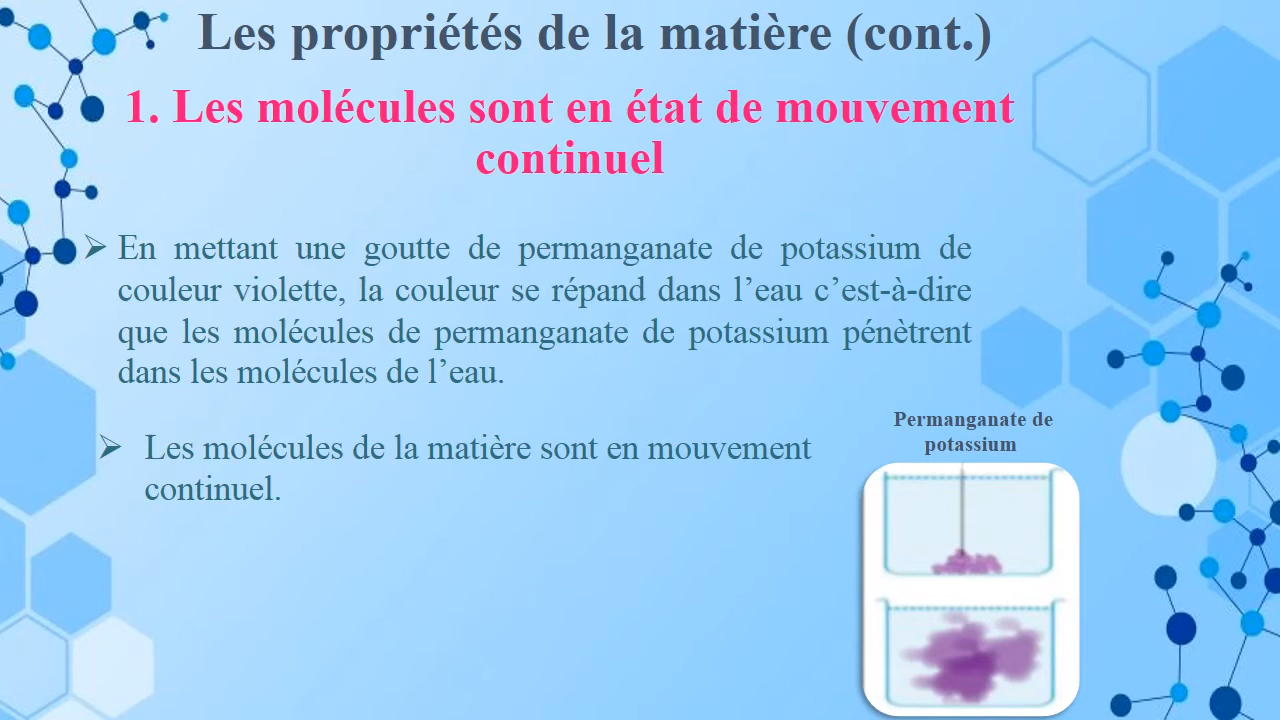 Les propriétés de la matière (cont.)
1. Les molécules sont en état de mouvement
continuel
➢ En mettant une goutte de permanganate de potassium de
couleur violette, la couleur se répand dans l’eau c’est-à-dire
que les molécules de permanganate de potassium pénètrent
dans les molécules de l’eau.
➢ Les molécules de la matière sont en mouvement
continuel.
Permanganate de
potassium